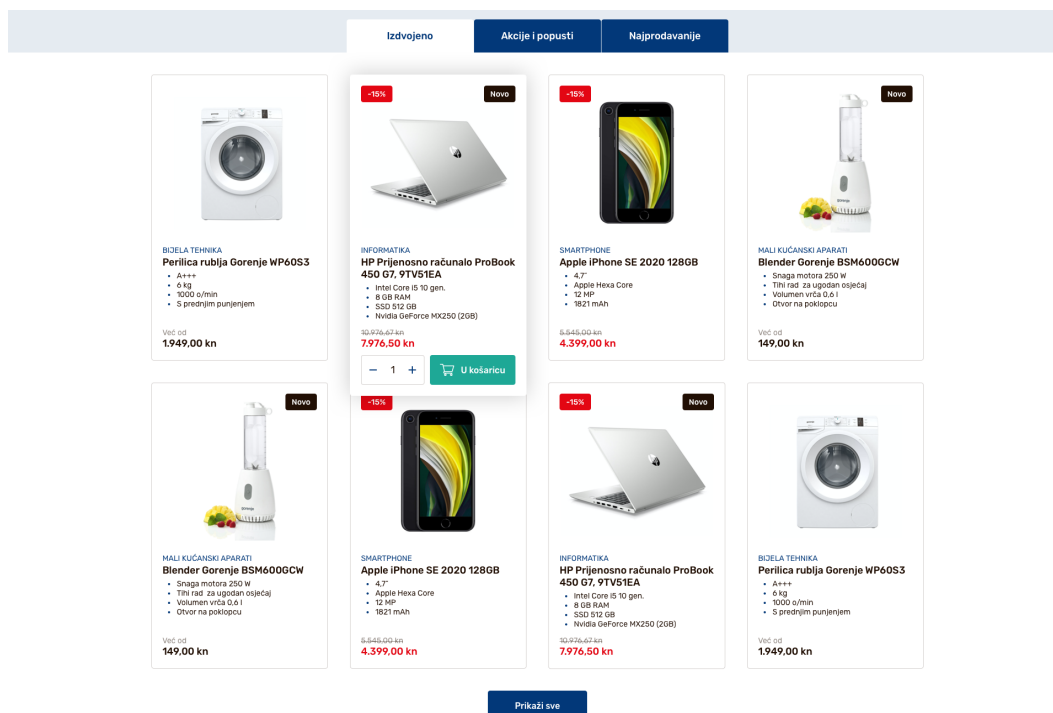 Izdvojeno
Akcije i popusti
Najprodavanije
BIJELA TEHNIKA
Perilica rublja Gorenje WP60S3
A+++
6 kg
1000 o/min
S prednjim punjenjem
Već od
1.949,00 kn
-15%
Novo
INFORMATIKA
HP Prijenosno računalo ProBook
450 G7, 9TV51EA
Intel Core i5 10 gen.
8 GB RAM
SSD 512 GB
Nvidia GeForce MX250 (2GB)
10.976,67 kn
7.976,50 kn
− 1 +
U košaricu
-15%
SMARTPHONE
Apple iPhone SE 2020 128GB
4,7"
Apple Hexa Core
12 MP
1821 mAh
5.545,00 kn
4.399,00 kn
Novo
gorenje
MALI KUĆANSKI APARATI
Blender Gorenje BSM600GCW
Snaga motora 250 W
Tihi rad za ugodan osjećaj
Volumen vrča 0,6 l
Otvor na poklopcu
Već od
149,00 kn
Novo
gorenje
MALI KUĆANSKI APARATI
Blender Gorenje BSM600GCW
Snaga motora 250 W
Tihi rad za ugodan osjećaj
Volumen vrča 0,6 l
Otvor na poklopcu
Već od
149,00 kn
-15%
SMARTPHONE
Apple iPhone SE 2020 128GB
4,7"
Apple Hexa Core
12 MP
1821 mAh
5.545,00 kn
4.399,00 kn
-15%
Novo
INFORMATIKA
HP Prijenosno računalo ProBook
450 G7, 9TV51EA
Intel Core i5 10 gen.
8 GB RAM
SSD 512 GB
Nvidia GeForce MX250 (2GB)
10.976,67 kn
7.976,50 kn
BIJELA TEHNIKA
Perilica rublja Gorenje WP60S3
A+++
6 kg
1000 o/min
S prednjim punjenjem
Već od
1.949,00 kn
Prikaži sve